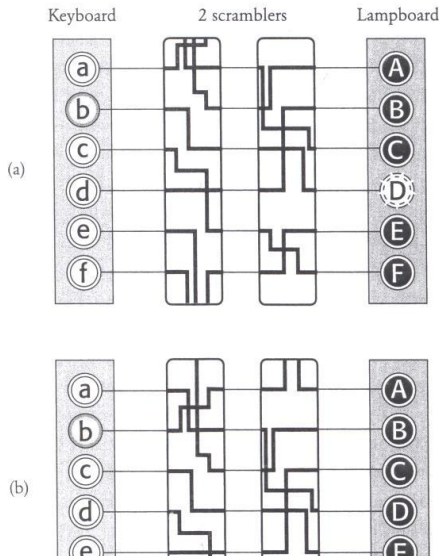 Keyboard 2 scramblers Lampboard
(a)
a A
b B
c C
d D
e E
f F
(b)
a A
b B
c C
d D
e E